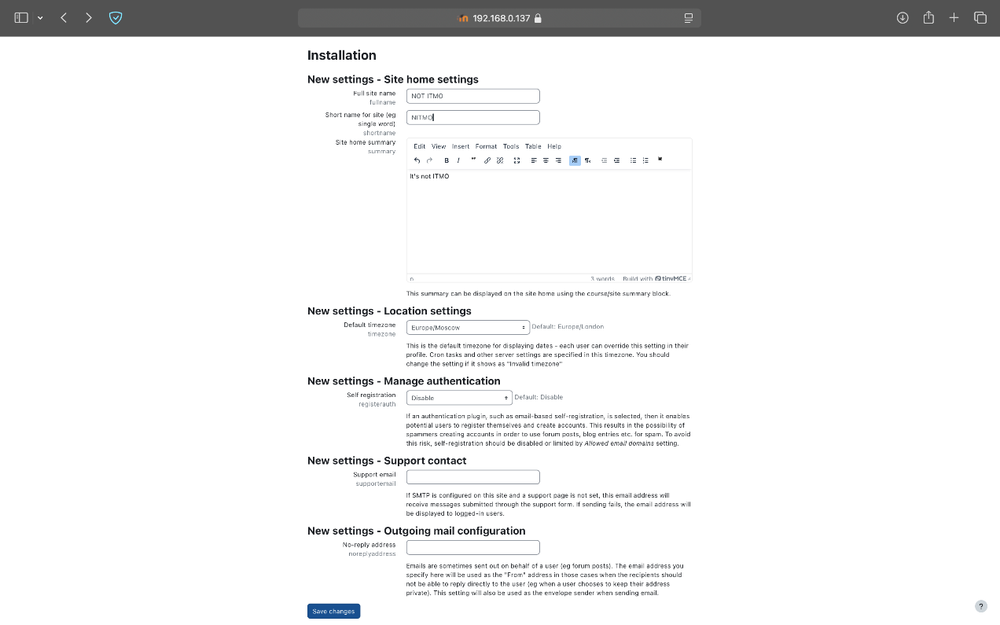 192.168.0.137
Installation
New settings - Site home settings
Full site name
fullname
NOT ITMO
Short name for site (eg
single word)
shortname
NITMO
Site home summary
summary
Edit View Insert Format Tools Table Help
It's not ITMO
p
3 words Build with tinyMCE
This summary can be displayed on the site home using the course/site summary block.
New settings - Location settings
Default timezone
timezone
Europe/Moscow
Default: Europe/London
This is the default timezone for displaying dates - each user can override this setting in their
profile. Cron tasks and other server settings are specified in this timezone. You should
change the setting if it shows as "Invalid timezone"
New settings - Manage authentication
Self registration
registerauth
Disable
Default: Disable
If an authentication plugin, such as email-based self-registration, is selected, then it enables
potential users to register themselves and create accounts. This results in the possibility of
spammers creating accounts in order to use forum posts, blog entries etc. for spam. To avoid
this risk, self-registration should be disabled or limited by Allowed email domains setting.
New settings - Support contact
Support email
supportemail
If SMTP is configured on this site and a support page is not set, this email address will
receive messages submitted through the support form. If sending fails, the email address will
be displayed to logged-in users.
New settings - Outgoing mail configuration
No-reply address
noreplyaddress
Emails are sometimes sent out on behalf of a user (eg forum posts). The email address you
specify here will be used as the "From" address in those cases when the recipients should
not be able to reply directly to the user (eg when a user chooses to keep their address
private). This setting will also be used as the envelope sender when sending email.
Save changes
?